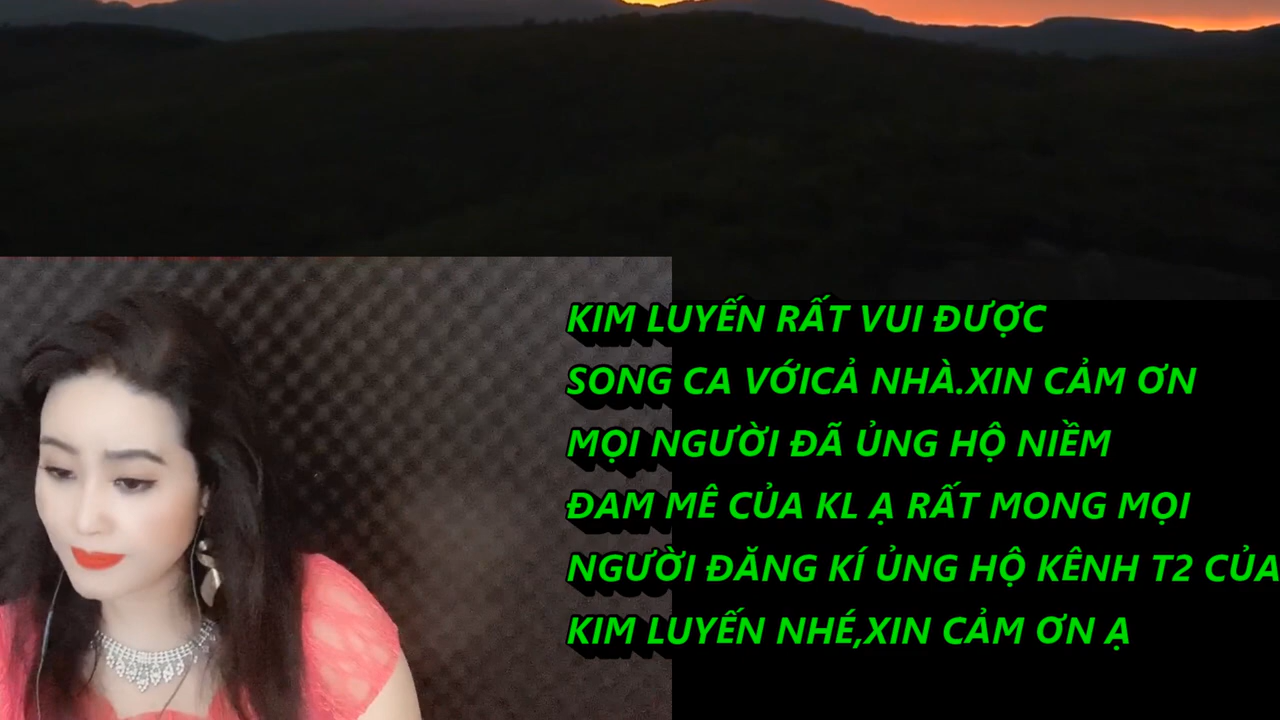 KIM LUYẾN RẤT VUI ĐƯỢC
SONG CA VỚICẢ NHÀ.XIN CẢM ƠN
MỌI NGƯỜI ĐÃ ỦNG HỘ NIỀM
ĐAM MÊ CỦA KL Ạ RẤT MONG MỌI
NGƯỜI ĐĂNG KÍ ỦNG HỘ KÊNH T2 CỦA
KIM LUYẾN NHÉ,XIN CẢM ƠN Ạ